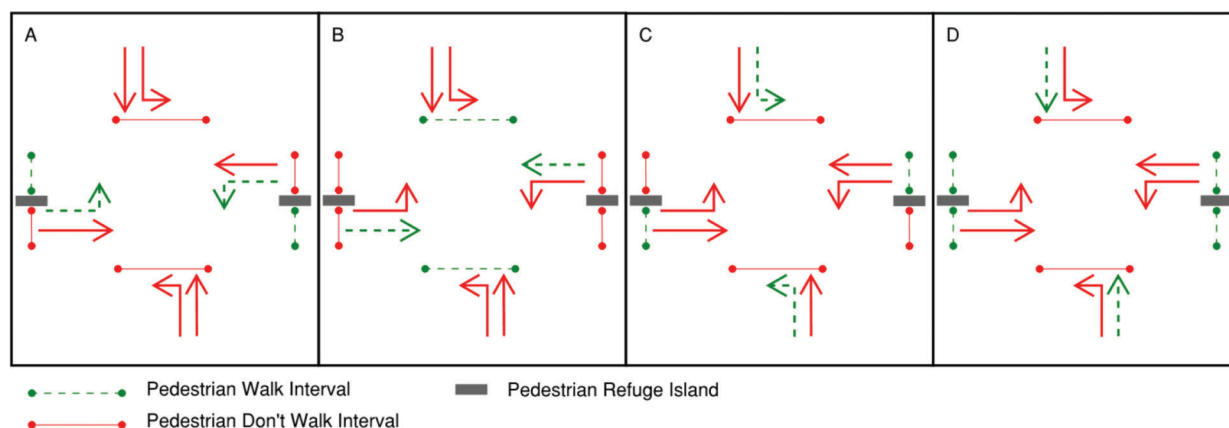 A
B
C
D
Pedestrian Walk Interval
Pedestrian Refuge Island
Pedestrian Don't Walk Interval